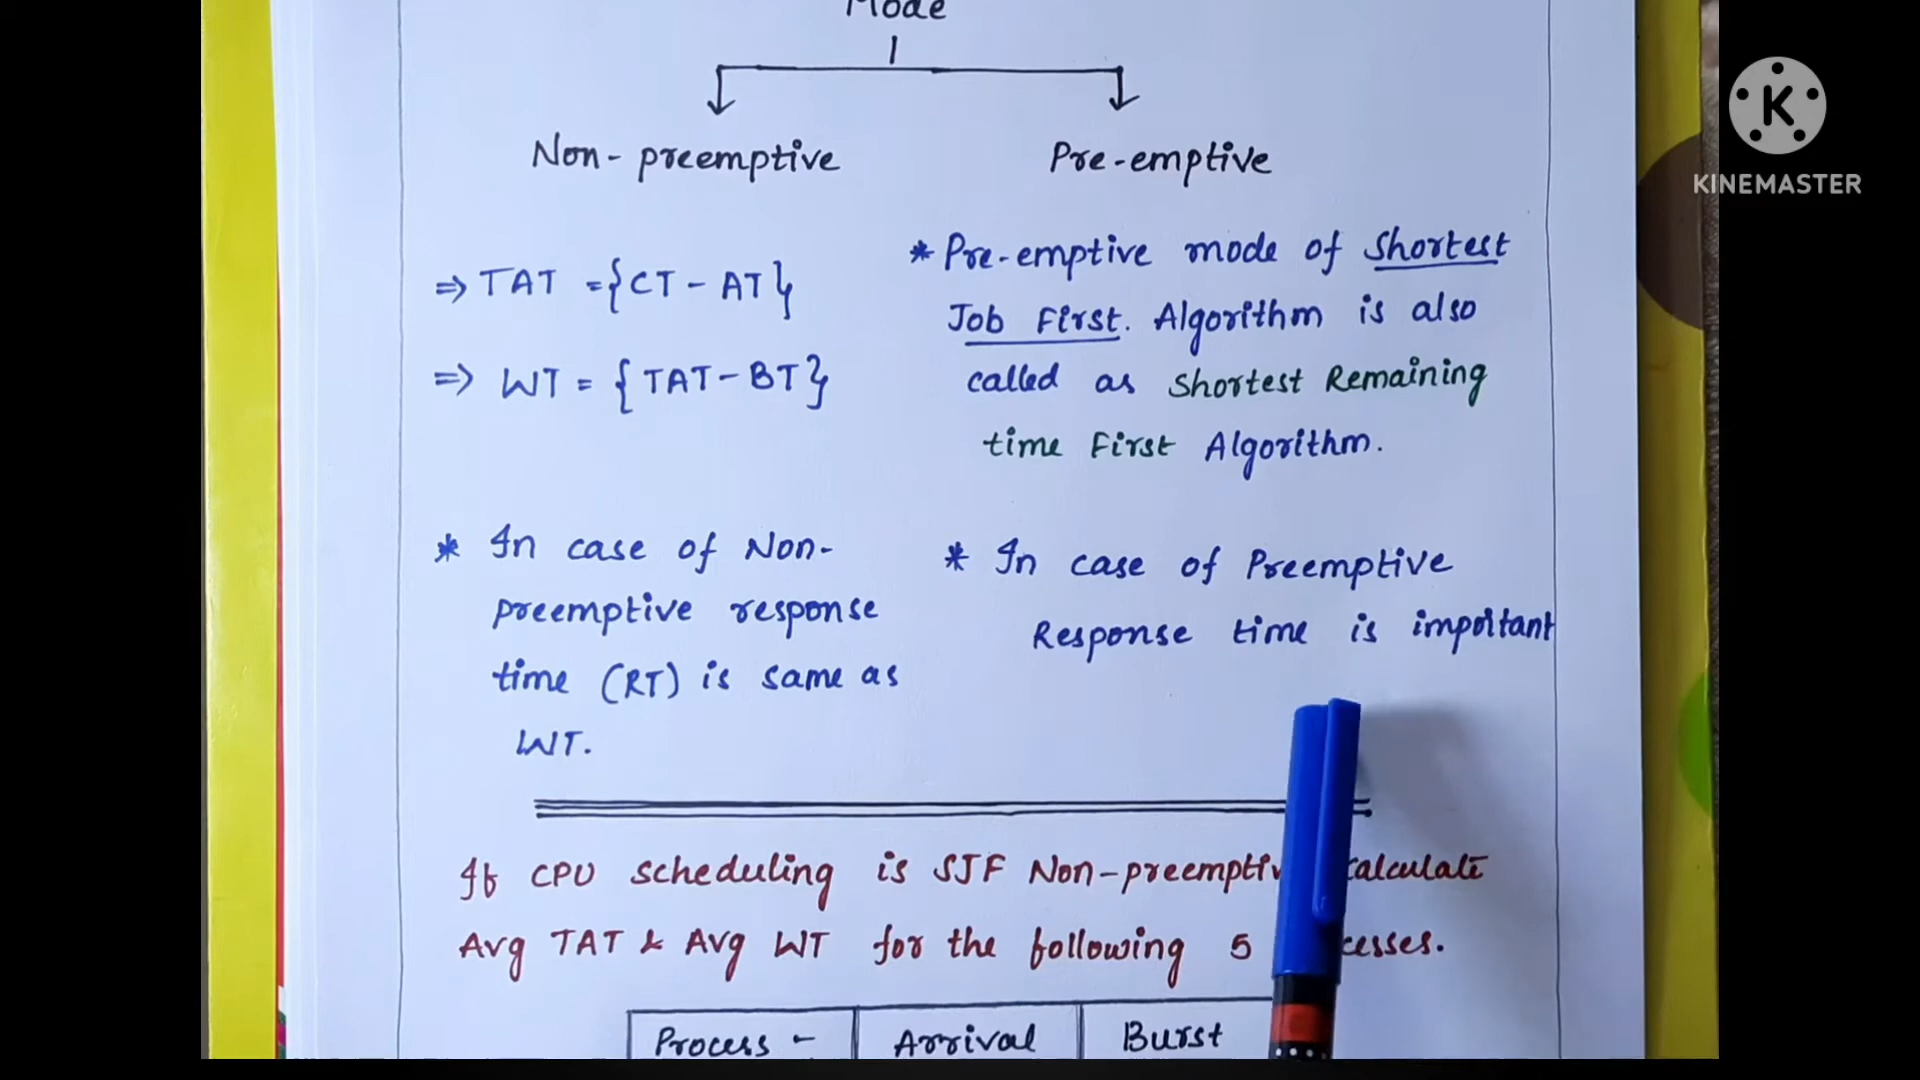 Mode
Non-preemptive
Pre-emptive
⇒ TAT = {CT - AT}
⇒ WT = {TAT - BT}
* Pre-emptive mode of Shortest
Job First. Algorithm is also
called as Shortest Remaining
time First Algorithm.
* In case of Non-
preemptive response
time (RT) is same as
WT.
* In case of Preemptive
Response time is important
If CPU scheduling is SJF Non-preemptiv calculate
Avg TAT & Avg WT for the following 5 cesses.
Process -
Arrival
Burst
K
KINEMASTER